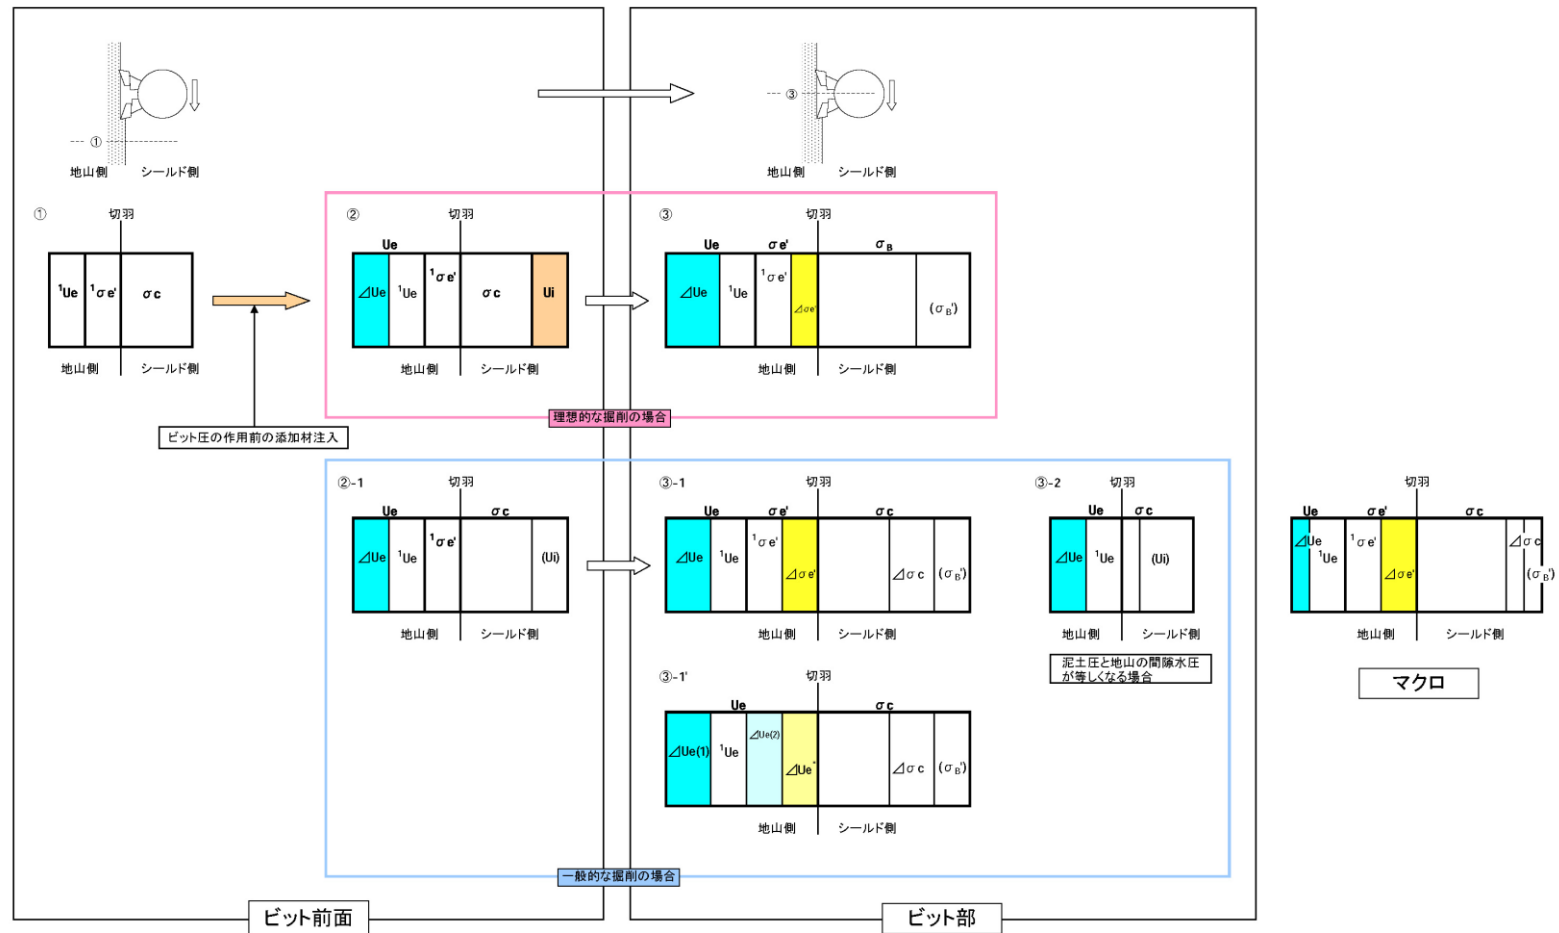 ①
地山側 シールド側
③
地山側 シールド側
①
切羽
¹Ue ¹σe' σc
地山側 シールド側
ビット圧の作用前の添加材注入
②
切羽
Ue
⊿Ue ¹Ue ¹σe' σc Ui
地山側 シールド側
③
切羽
Ue σe' σB
⊿Ue ¹Ue ¹σe' ⊿σe' (σB')
地山側 シールド側
理想的な掘削の場合
②-1
切羽
Ue σc
⊿Ue ¹Ue ¹σe' (Ui)
地山側 シールド側
③-1
切羽
Ue σe' σc
⊿Ue ¹Ue ¹σe' ⊿σe' ⊿σc (σB')
地山側 シールド側
③-2
切羽
Ue σc
⊿Ue ¹Ue (Ui)
地山側 シールド側
泥土圧と地山の間隙水圧
が等しくなる場合
③-1'
切羽
Ue σc
⊿Ue(1) ¹Ue ⊿Ue(2) ⊿Ue* ⊿σc (σB')
地山側 シールド側
一般的な掘削の場合
切羽
Ue σe' σc
⊿Ue ¹Ue ¹σe' ⊿σe' ⊿σc (σB')
地山側 シールド側
マクロ
ビット前面
ビット部